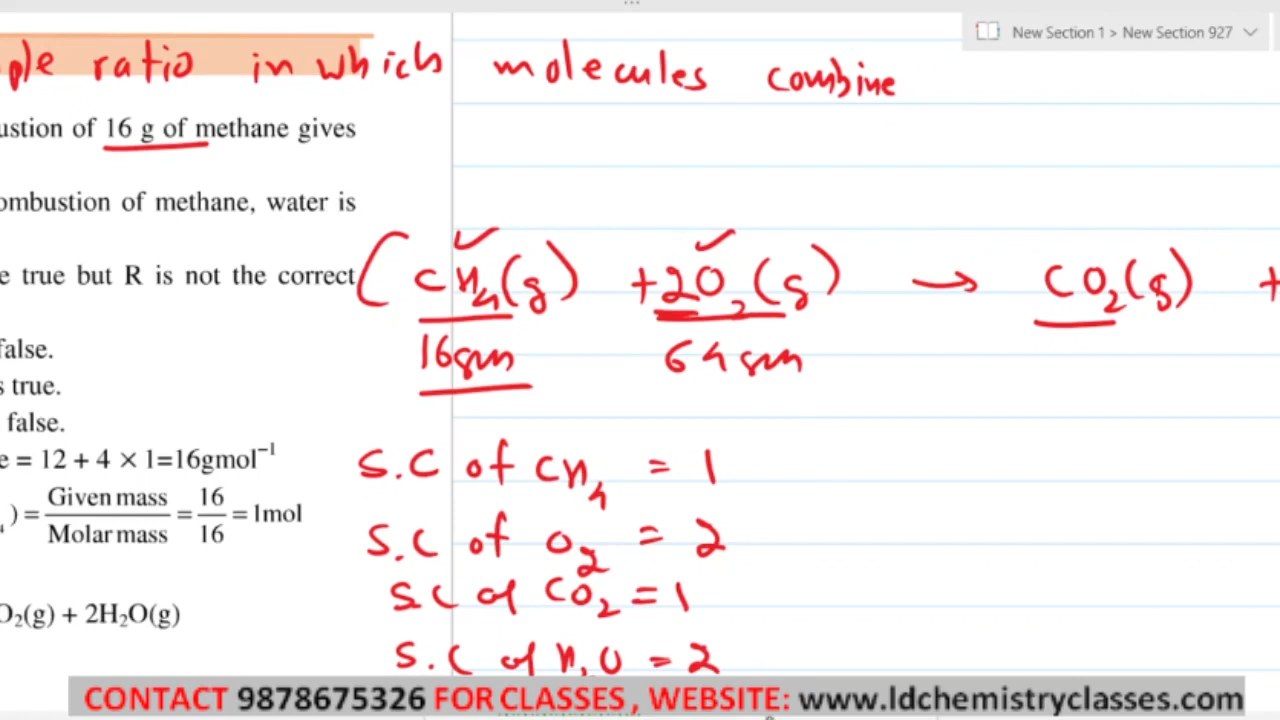 New Section 1 > New Section 927
ple ratio in which molecules combine
ustion of 16 g of methane gives
ombustion of methane, water is
e true but R is not the correct
false.
s true.
false.
(CH₄(g) + 2O₂(g) → CO₂(g) +
16gm 64gm
e = 12 + 4 × 1=16gmol⁻¹
₄) = Given mass / Molar mass = 16 / 16 = 1mol
O₂(g) + 2H₂O(g)
S.C of CH₄ = 1
S.C of O₂ = 2
S.C of CO₂ = 1
S.C of H₂O = 2
CONTACT 9878675326 FOR CLASSES, WEBSITE: www.ldchemistryclasses.com